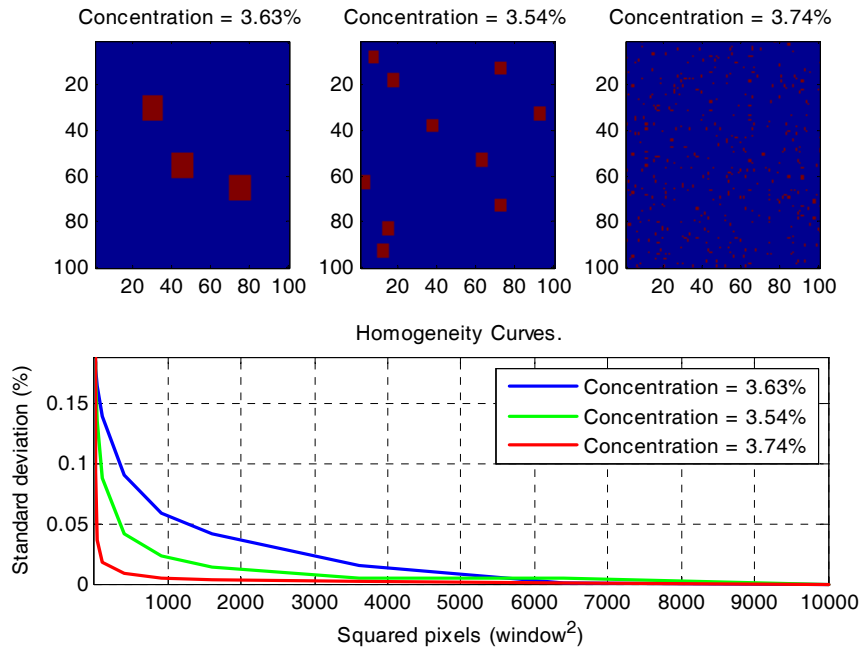 Concentration = 3.63%
Concentration = 3.54%
Concentration = 3.74%
20
40
60
80
100
20 40 60 80 100
20
40
60
80
100
20 40 60 80 100
20
40
60
80
100
20 40 60 80 100
Homogeneity Curves.
Standard deviation (%)
0.15
0.1
0.05
0
Concentration = 3.63%
Concentration = 3.54%
Concentration = 3.74%
1000 2000 3000 4000 5000 6000 7000 8000 9000 10000
Squared pixels (window²)